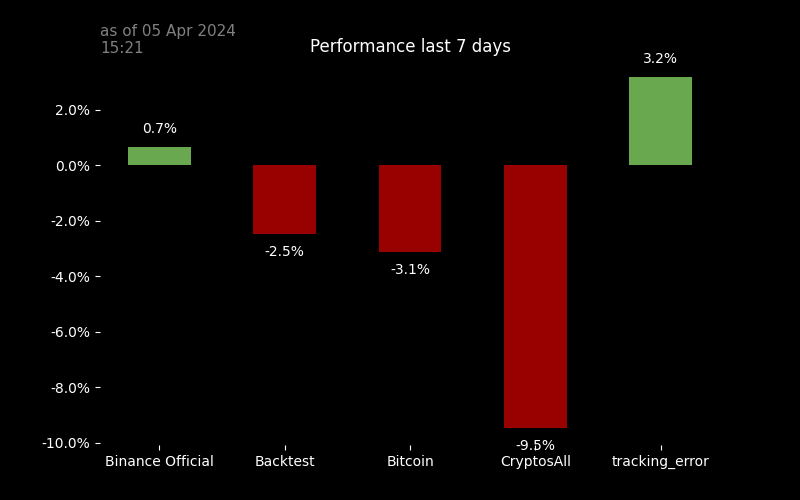 as of 05 Apr 2024
15:21
Performance last 7 days
3.2%
2.0%
0.7%
0.0%
-2.0%
-2.5%
-3.1%
-4.0%
-6.0%
-8.0%
-10.0%
-9.5%
Binance Official
Backtest
Bitcoin
CryptosAll
tracking_error